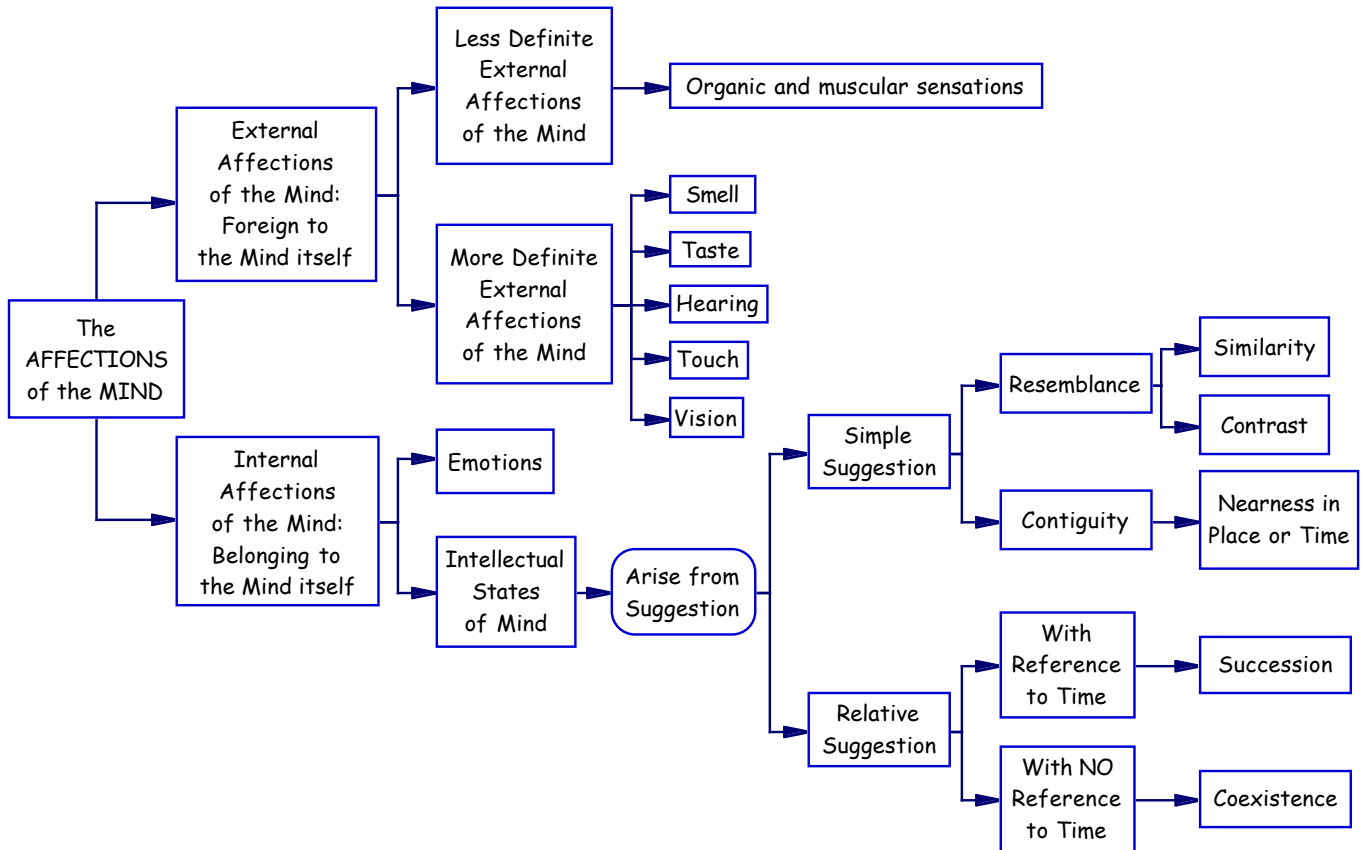 The
AFFECTIONS
of the MIND
External
Affections
of the Mind:
Foreign to
the Mind itself
Less Definite
External
Affections
of the Mind
Organic and muscular sensations
More Definite
External
Affections
of the Mind
Smell
Taste
Hearing
Touch
Vision
Internal
Affections
of the Mind:
Belonging to
the Mind itself
Emotions
Intellectual
States
of Mind
Arise from
Suggestion
Simple
Suggestion
Resemblance
Similarity
Contrast
Contiguity
Nearness in
Place or Time
Relative
Suggestion
With
Reference
to Time
Succession
With NO
Reference
to Time
Coexistence